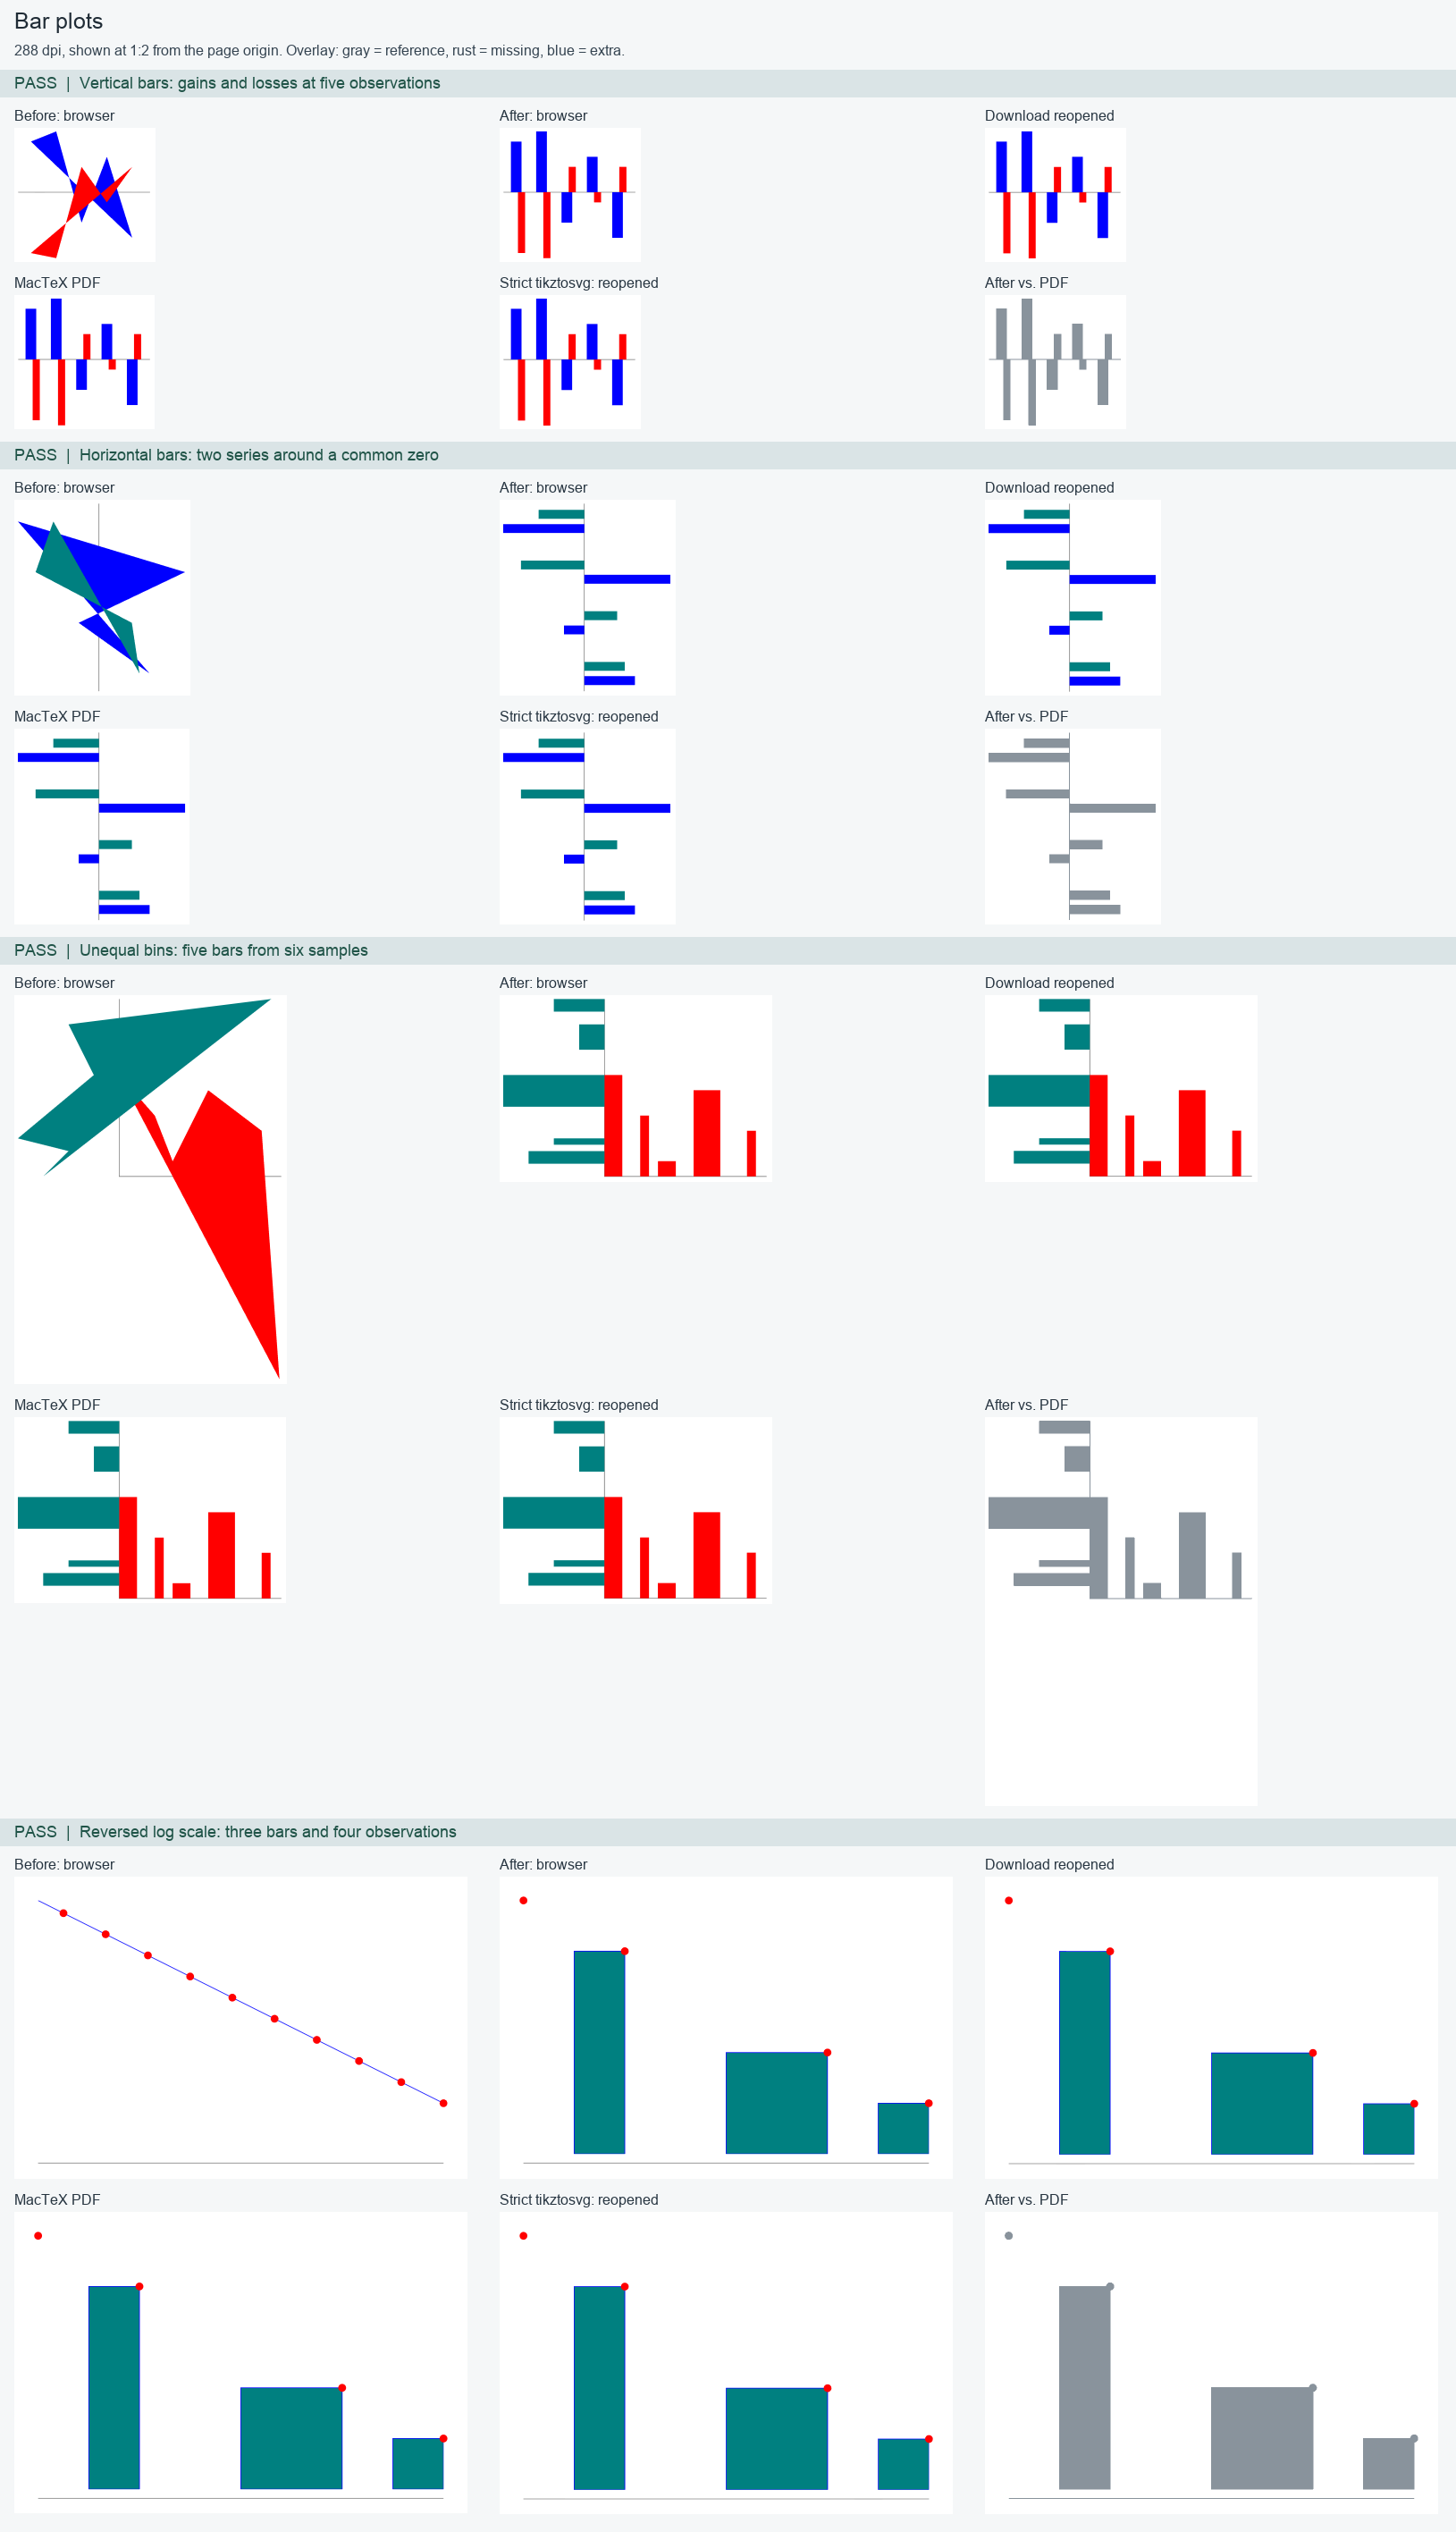 Bar plots
288 dpi, shown at 1:2 from the page origin. Overlay: gray = reference, rust = missing, blue = extra.
PASS | Vertical bars: gains and losses at five observations
Before: browser
After: browser
Download reopened
MacTeX PDF
Strict tikztosvg: reopened
After vs. PDF
PASS | Horizontal bars: two series around a common zero
Before: browser
After: browser
Download reopened
MacTeX PDF
Strict tikztosvg: reopened
After vs. PDF
PASS | Unequal bins: five bars from six samples
Before: browser
After: browser
Download reopened
MacTeX PDF
Strict tikztosvg: reopened
After vs. PDF
PASS | Reversed log scale: three bars and four observations
Before: browser
After: browser
Download reopened
MacTeX PDF
Strict tikztosvg: reopened
After vs. PDF